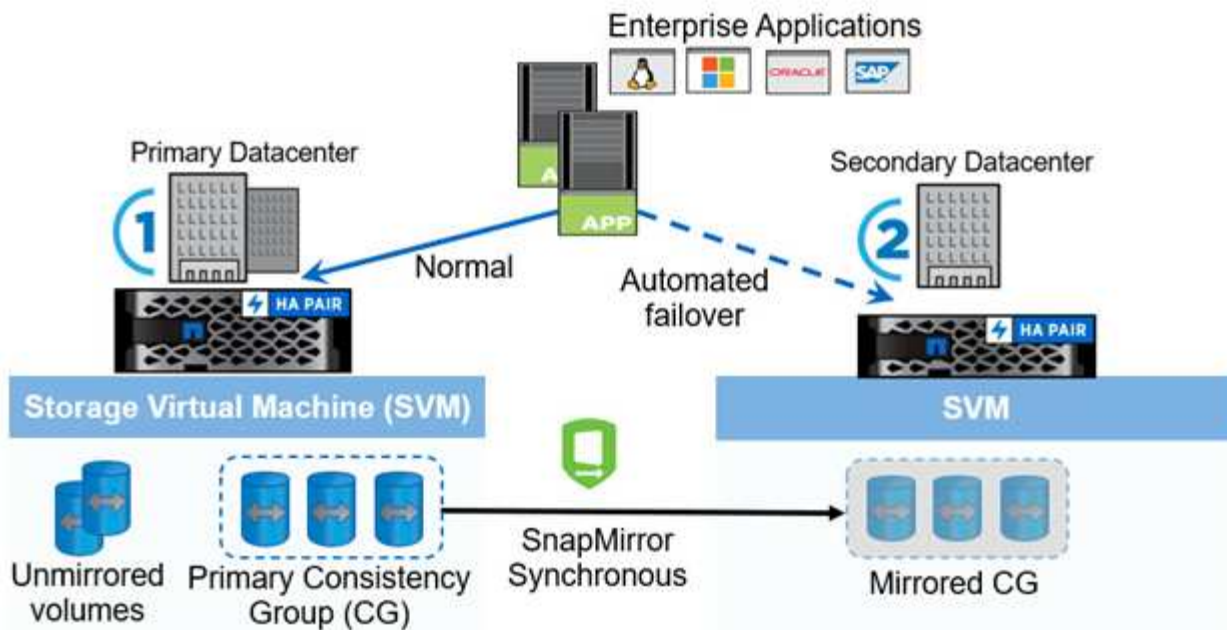 Enterprise Applications
ORACLE
SAP
Primary Datacenter
Secondary Datacenter
1
2
APP
Normal
Automated
failover
HA PAIR
HA PAIR
Storage Virtual Machine (SVM)
SVM
SnapMirror
Synchronous
Unmirrored
volumes
Primary Consistency
Group (CG)
Mirrored CG